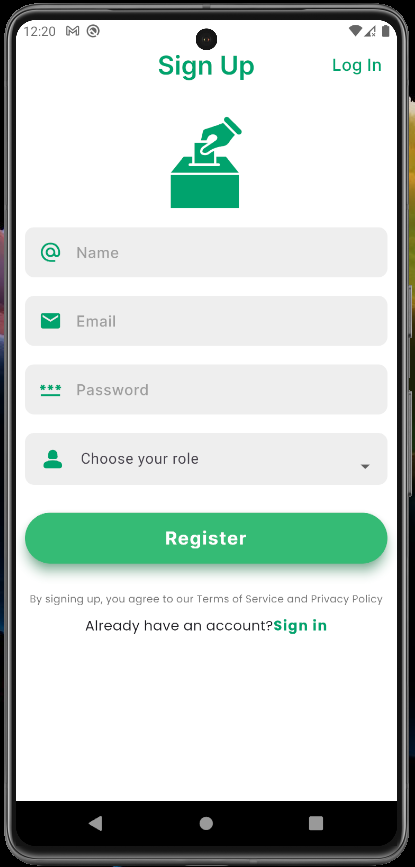 12:20
Sign Up
Log In
Name
Email
Password
Choose your role
Register
By signing up, you agree to our Terms of Service and Privacy Policy
Already have an account?Sign in